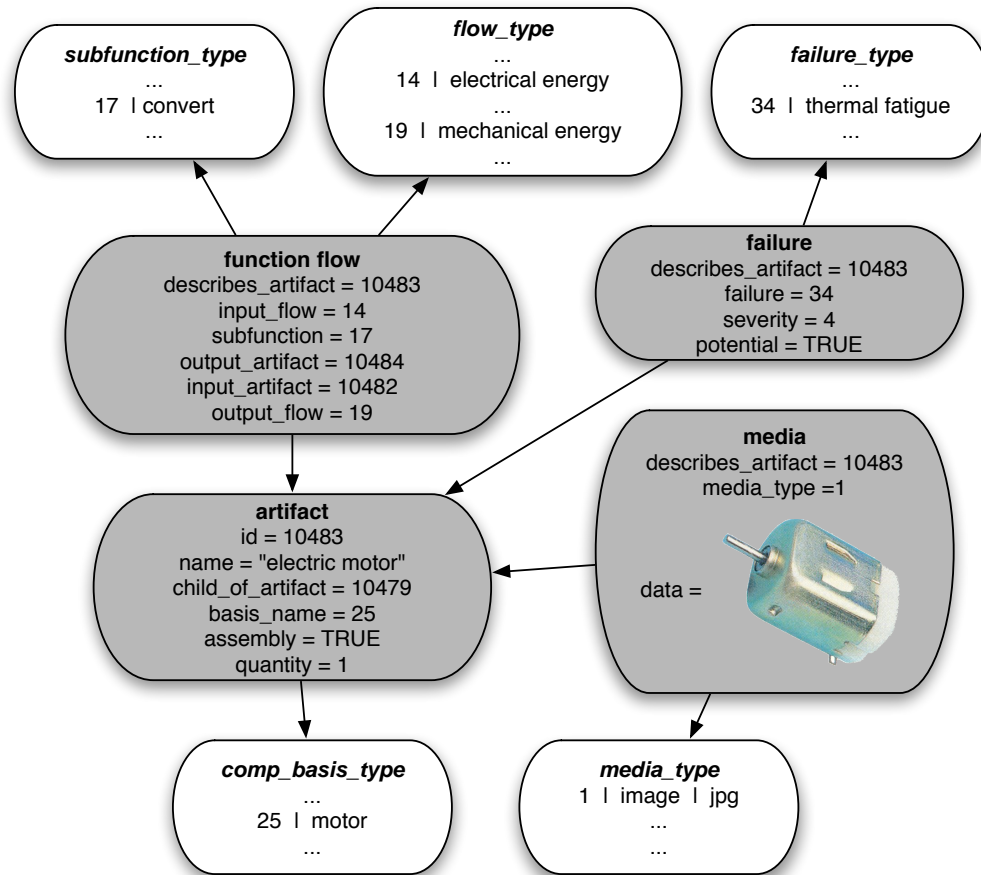 subfunction_type
...
17 | convert
...
flow_type
...
14 | electrical energy
...
19 | mechanical energy
...
failure_type
...
34 | thermal fatigue
...
function flow
describes_artifact = 10483
input_flow = 14
subfunction = 17
output_artifact = 10484
input_artifact = 10482
output_flow = 19
failure
describes_artifact = 10483
failure = 34
severity = 4
potential = TRUE
media
describes_artifact = 10483
media_type =1
data =
artifact
id = 10483
name = "electric motor"
child_of_artifact = 10479
basis_name = 25
assembly = TRUE
quantity = 1
comp_basis_type
...
25 | motor
...
media_type
1 | image | jpg
...
...